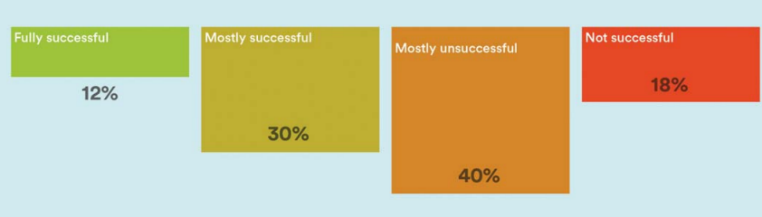 Fully successful
12%
Mostly successful
30%
Mostly unsuccessful
40%
Not successful
18%